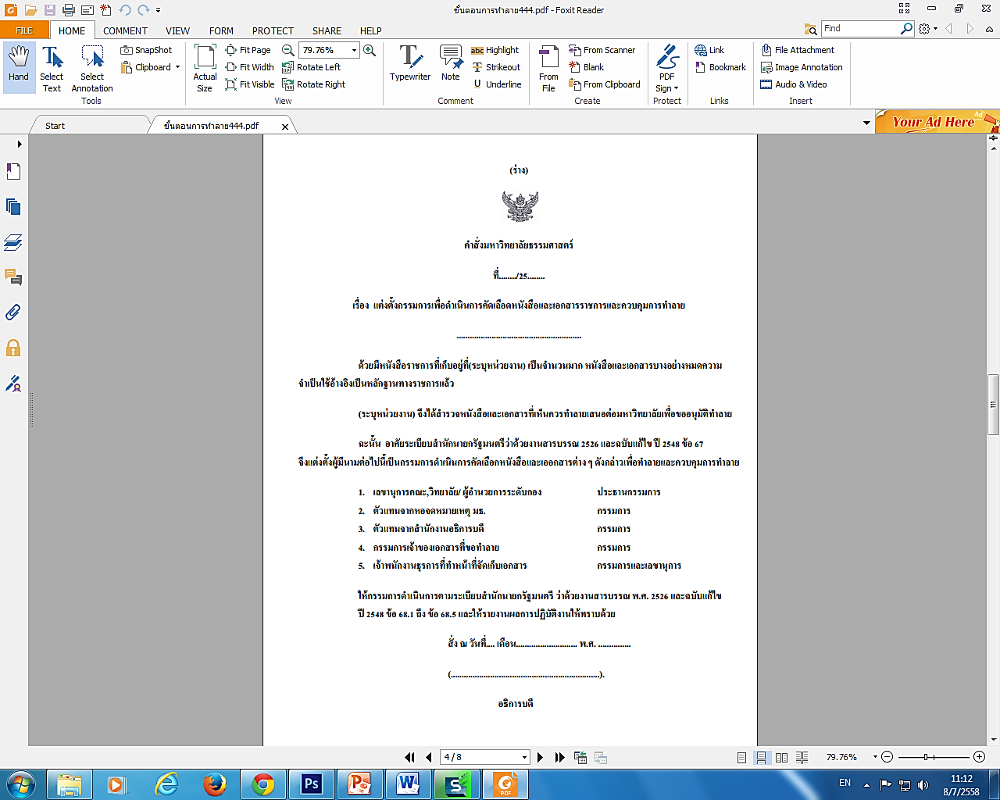 ขั้นตอนการทำลาย444.pdf - Foxit Reader
FILE HOME COMMENT VIEW FORM PROTECT SHARE HELP Find
Hand
Select Text
Select Annotation
SnapShot
Clipboard
Tools
Actual Size
Fit Page
Fit Width
Fit Visible
79.76%
Rotate Left
Rotate Right
View
Typewriter
Note
Highlight
Strikeout
Underline
Comment
From File
From Scanner
Blank
From Clipboard
Create
PDF Sign
Protect
Link
Bookmark
Links
File Attachment
Image Annotation
Audio & Video
Insert
Start ขั้นตอนการทำลาย444.pdf
Your Ad Here Ad
(ร่าง)
คำสั่งมหาวิทยาลัยธรรมศาสตร์
ที่......../25........
เรื่อง แต่งตั้งกรรมการเพื่อดำเนินการคัดเลือดหนังสือและเอกสารราชการและควบคุมการทำลาย
.........................................................
ด้วยมีหนังสือราชการที่เก็บอยู่ที่(ระบุหน่วยงาน) เป็นจำนวนมาก หนังสือและเอกสารบางอย่างหมดความ
จำเป็นใช้อ้างอิงเป็นหลักฐานทางราชการแล้ว
(ระบุหน่วยงาน) จึงได้สำรวจหนังสือและเอกสารที่เห็นควรทำลายเสนอต่อมหาวิทยาลัยเพื่อขออนุมัติทำลาย
ฉะนั้น อาศัยระเบียบสำนักนายกรัฐมนตรีว่าด้วยงานสารบรรณ 2526 และฉบับแก้ไข ปี 2548 ข้อ 67
จึงแต่งตั้งผู้มีนามต่อไปนี้เป็นกรรมการดำเนินการคัดเลือกหนังสือและเออกสารต่าง ๆ ดังกล่าวเพื่อทำลายและควบคุมการทำลาย
1. เลขานุการคณะ,วิทยาลัย/ ผู้อำนวยการระดับกอง ประธานกรรมการ
2. ตัวแทนจากหอจดหมายเหตุ มธ. กรรมการ
3. ตัวแทนจากสำนักงานอธิการบดี กรรมการ
4. กรรมการเจ้าของเอกสารที่ขอทำลาย กรรมการ
5. เจ้าพนักงานธุรการที่ทำหน้าที่จัดเก็บเอกสาร กรรมการและเลขานุการ
ให้กรรมการดำเนินการตามระเบียบสำนักนายกรัฐมนตรี ว่าด้วยงานสารบรรณ พ.ศ. 2526 และฉบับแก้ไข
ปี 2548 ข้อ 68.1 ถึง ข้อ 68.5 และให้รายงานผลการปฏิบัติงานให้ทราบด้วย
สั่ง ณ วันที่.... เดือน............................ พ.ศ. ...............
(.....................................................................).
อธิการบดี
4 / 8 79.76%
EN 11:12
8/7/2558